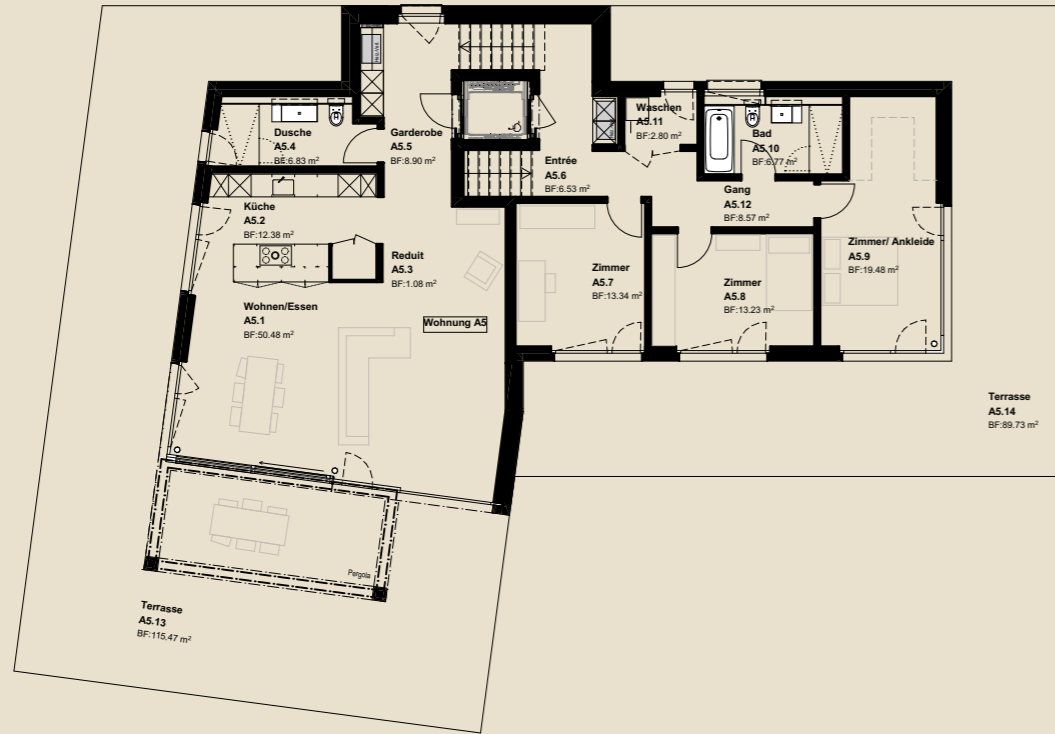 Dusche
A5.4
BF:6.83 m²
Garderobe
A5.5
BF:8.90 m²
Entrée
A5.6
BF:6.53 m²
Waschen
A5.11
BF:2.80 m²
Bad
A5.10
BF:6.77 m²
Gang
A5.12
BF:8.57 m²
Küche
A5.2
BF:12.38 m²
Reduit
A5.3
BF:1.08 m²
Zimmer
A5.7
BF:13.34 m²
Zimmer
A5.8
BF:13.23 m²
Zimmer/ Ankleide
A5.9
BF:19.48 m²
Wohnen/Essen
A5.1
BF:50.48 m²
Wohnung A5
Terrasse
A5.14
BF:89.73 m²
Pergola
Terrasse
A5.13
BF:115.47 m²